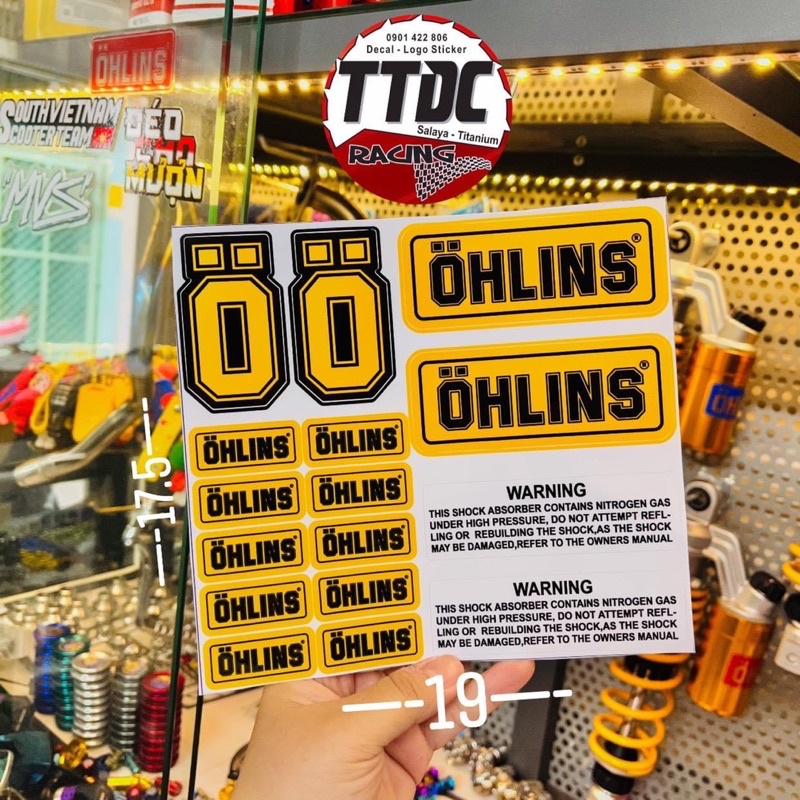 0901 422 806
Decal - Logo Sticker
TTDC
Salaya - Titanium
RACING
ÖHLINS
SOUTH VIETNAM
SCOOTER TEAM
ĐÉO
CHO
MƯỢN
"MVS"
Ö Ö
ÖHLINS®
ÖHLINS®
ÖHLINS® ÖHLINS®
ÖHLINS® ÖHLINS®
ÖHLINS® ÖHLINS®
ÖHLINS® ÖHLINS®
ÖHLINS® ÖHLINS®
WARNING
THIS SHOCK ABSORBER CONTAINS NITROGEN GAS
UNDER HIGH PRESSURE, DO NOT ATTEMPT REFL-
LING OR REBUILDING THE SHOCK,AS THE SHOCK
MAY BE DAMAGED,REFER TO THE OWNERS MANUAL
WARNING
THIS SHOCK ABSORBER CONTAINS NITROGEN GAS
UNDER HIGH PRESSURE, DO NOT ATTEMPT REFL-
LING OR REBUILDING THE SHOCK,AS THE SHOCK
MAY BE DAMAGED,REFER TO THE OWNERS MANUAL
17.5
19